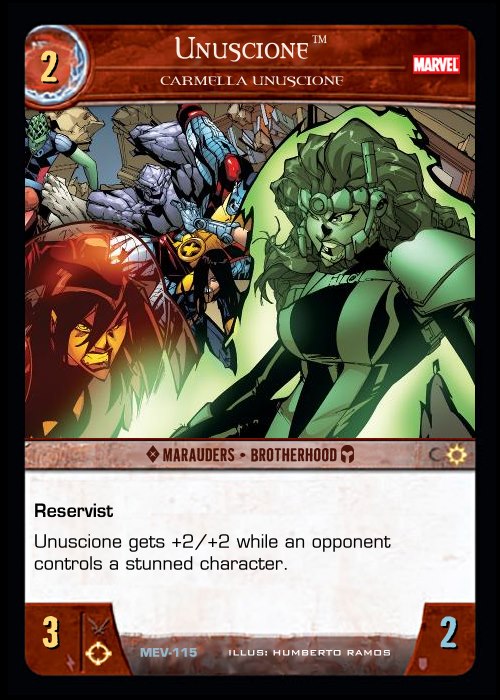 2
Unuscione™
CARMELLA UNUSCIONE
MARVEL
MARAUDERS • BROTHERHOOD
Reservist
Unuscione gets +2/+2 while an opponent
controls a stunned character.
3
MEV-115
ILLUS: HUMBERTO RAMOS
2